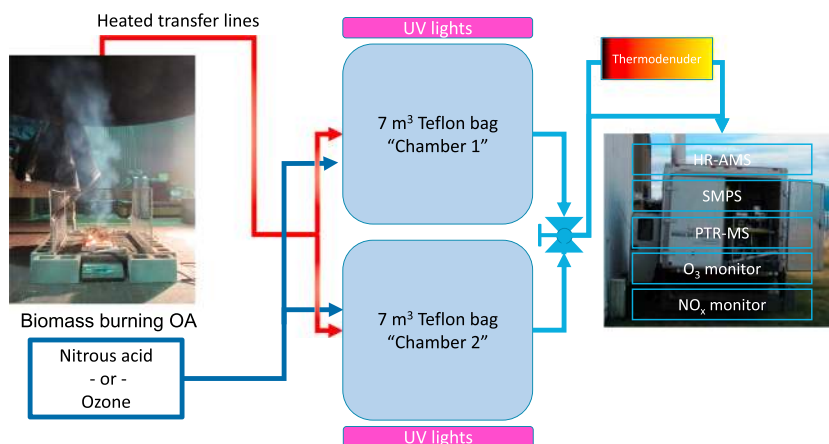 Heated transfer lines
UV lights
Thermodenuder
7 m³ Teflon bag
“Chamber 1”
HR-AMS
SMPS
PTR-MS
O₃ monitor
NOₓ monitor
7 m³ Teflon bag
“Chamber 2”
Biomass burning OA
Nitrous acid
- or -
Ozone
UV lights